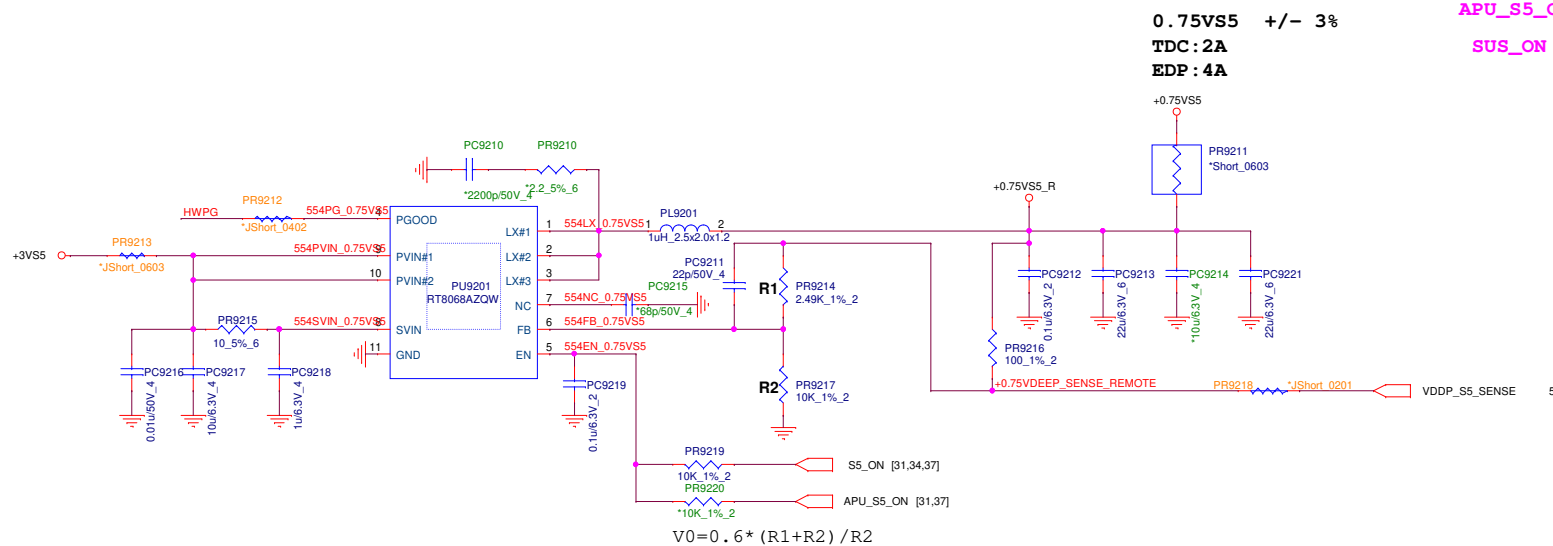 0.75VS5 +/- 3%
TDC:2A
EDP:4A
APU_S5_O
SUS_ON
+0.75VS5
PR9211
*Short_0603
+0.75VS5_R
PC9210
*2200p/50V_4
PR9210
*2.2_5%_6
PR9212
*JShort_0402
HWPG
554PG_0.75VS5
4
PGOOD
+3VS5
PR9213
*JShort_0603
554PVIN_0.75VS5
9
PVIN#1
10
PVIN#2
PU9201
RT8068AZQW
554SVIN_0.75VS5
8
SVIN
11
GND
PR9215
10_5%_6
PC9216
0.01u/50V_4
PC9217
10u/6.3V_4
PC9218
1u/6.3V_4
LX#1
1
554LX_0.75VS5
LX#2
2
LX#3
3
NC
7
554NC_0.75VS5
FB
6
554FB_0.75VS5
EN
5
554EN_0.75VS5
1
PL9201
2
1uH_2.5x2.0x1.2
PC9211
22p/50V_4
PC9215
*68p/50V_4
R1
PR9214
2.49K_1%_2
R2
PR9217
10K_1%_2
PC9219
0.1u/6.3V_2
PC9212
0.1u/6.3V_2
PC9213
22u/6.3V_6
PC9214
*10u/6.3V_4
PC9221
22u/6.3V_6
PR9216
100_1%_2
+0.75VDEEP_SENSE_REMOTE
PR9218
*JShort_0201
VDDP_S5_SENSE
5
PR9219
10K_1%_2
S5_ON [31,34,37]
PR9220
*10K_1%_2
APU_S5_ON [31,37]
V0=0.6*(R1+R2)/R2